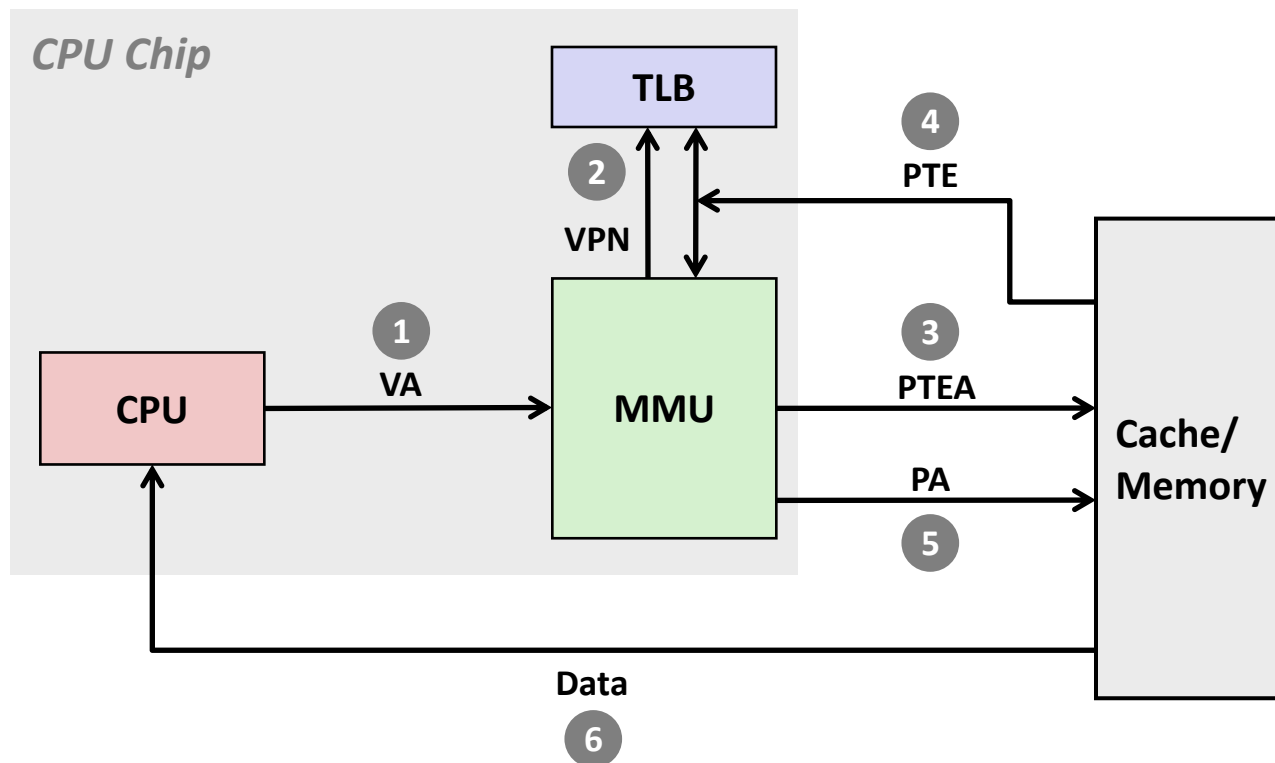 CPU Chip
TLB
4
2
PTE
VPN
1
3
VA
PTEA
CPU
MMU
Cache/
Memory
PA
5
Data
6